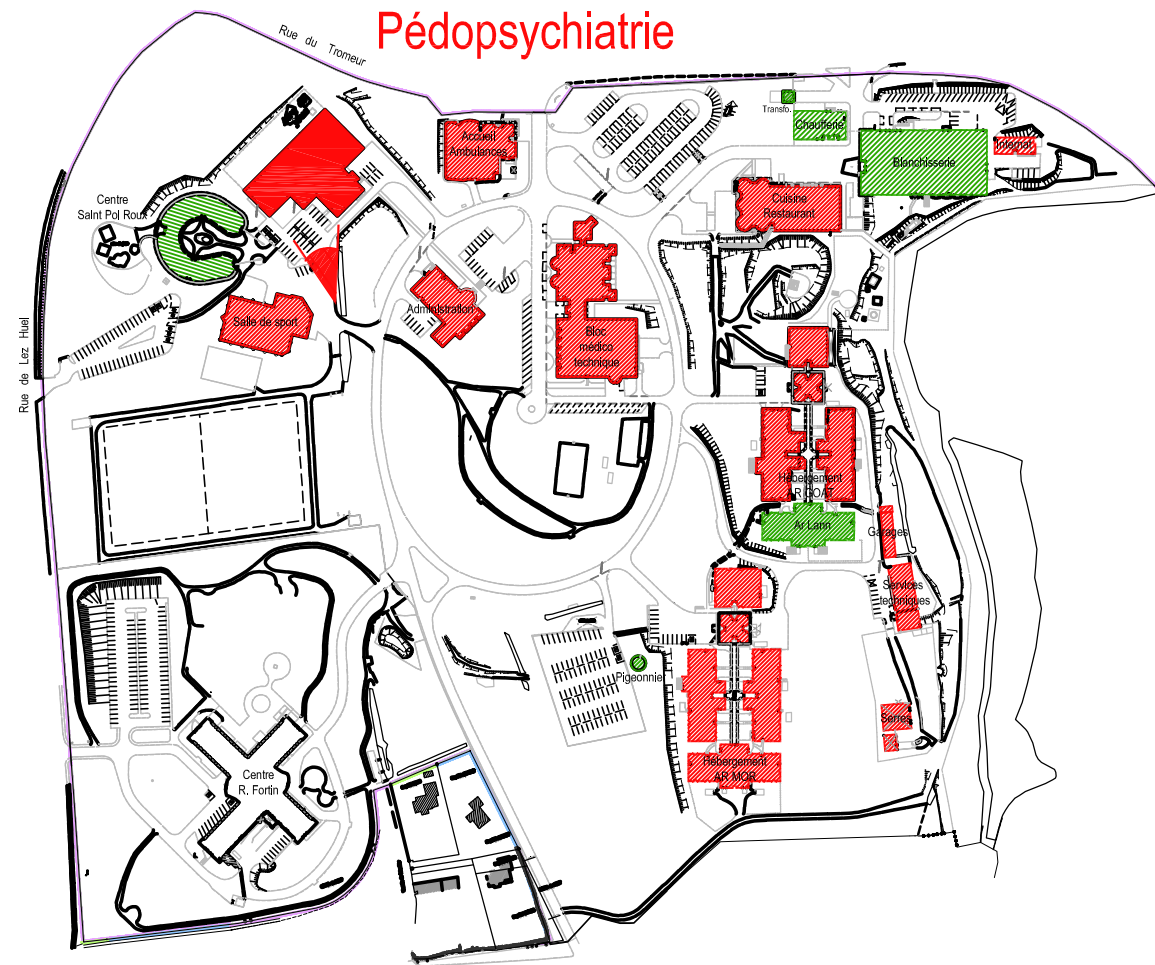 Pédopsychiatrie
Rue du Tromeur
Transfo.
Chaufferie
Accueil
Ambulances
Internat
Blanchisserie
Centre
Saint Pol Roux
Cuisine
Restaurant
Administration
Salle de sport
Bloc
médico
technique
Rue de Lez Huel
Hébergement
AR GOAT
Ar Lann
Garages
Services
techniques
Pigeonnier
Serres
Hébergement
AR MOR
Centre
R. Fortin